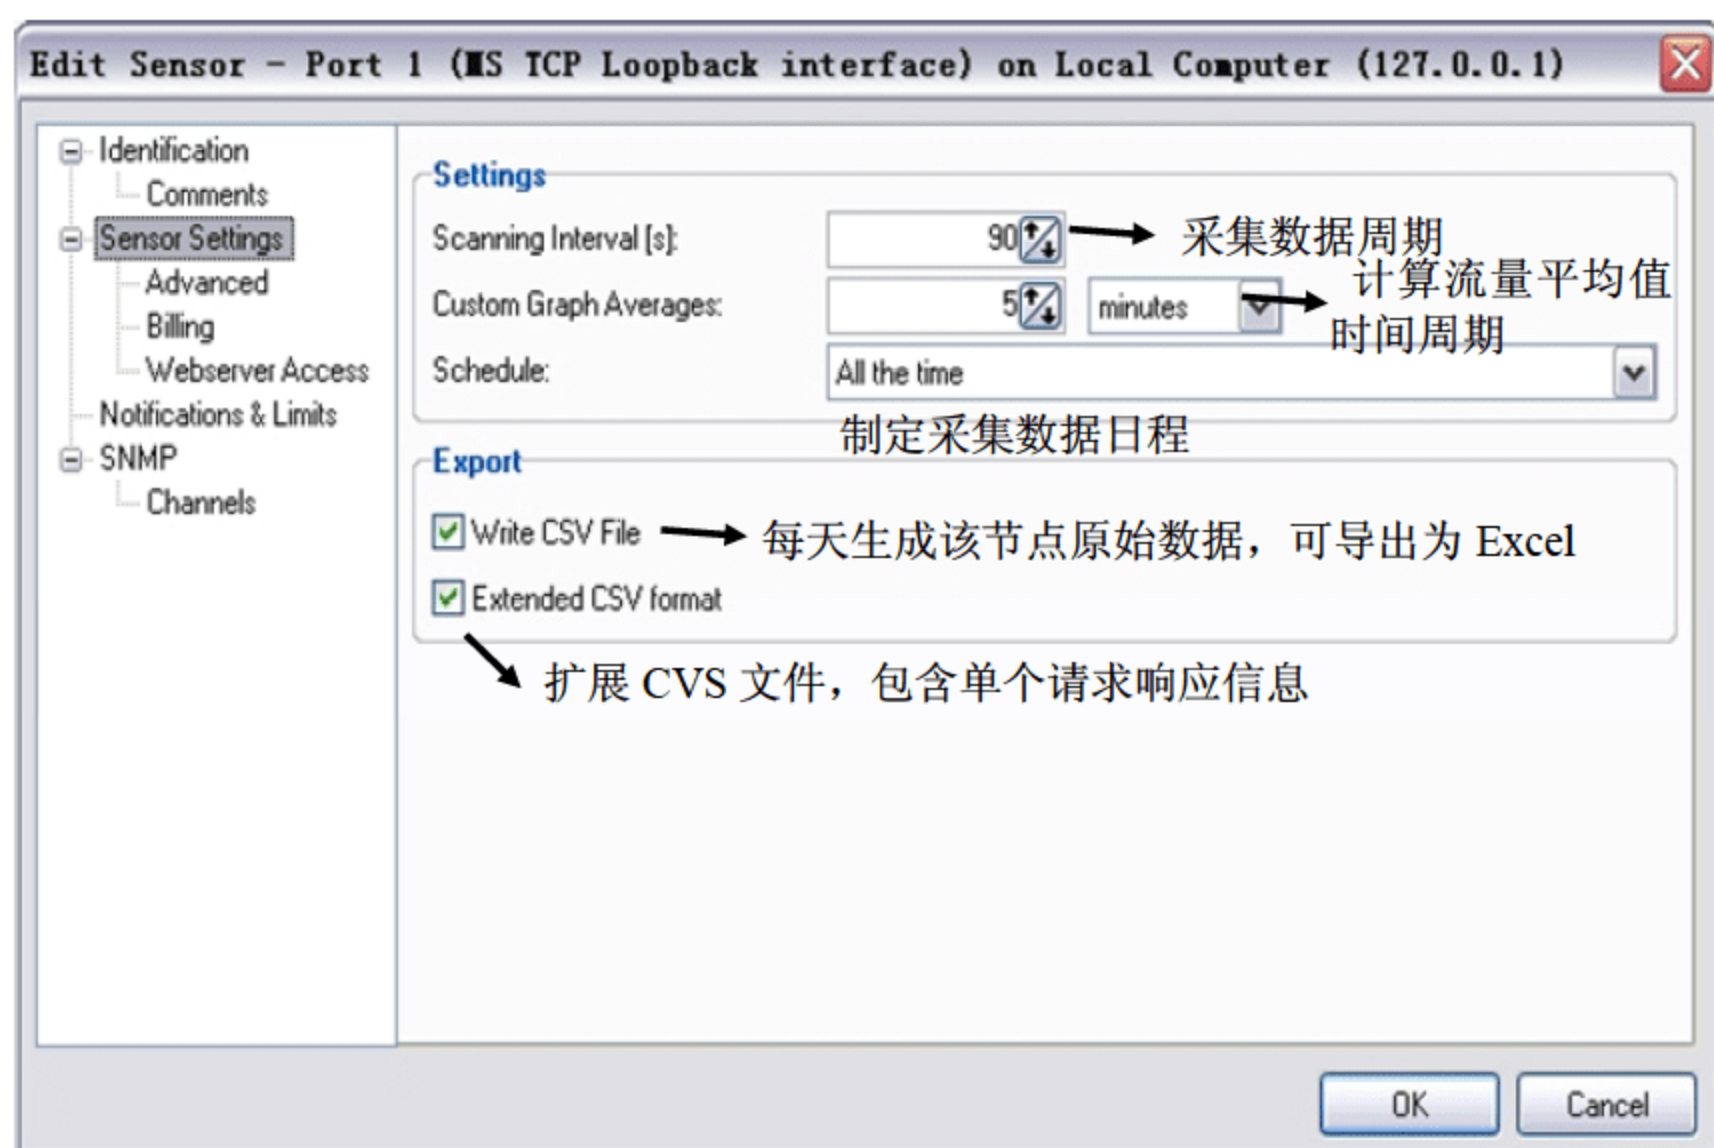 Edit Sensor - Port 1 (MS TCP Loopback interface) on Local Computer (127.0.0.1)
Identification
Comments
Sensor Settings
Advanced
Billing
Webserver Access
Notifications & Limits
SNMP
Channels
Settings
Scanning Interval [s]:
90
采集数据周期
Custom Graph Averages:
5
minutes
计算流量平均值
时间周期
Schedule:
All the time
制定采集数据日程
Export
Write CSV File
每天生成该节点原始数据，可导出为 Excel
Extended CSV format
扩展 CVS 文件，包含单个请求响应信息
OK
Cancel